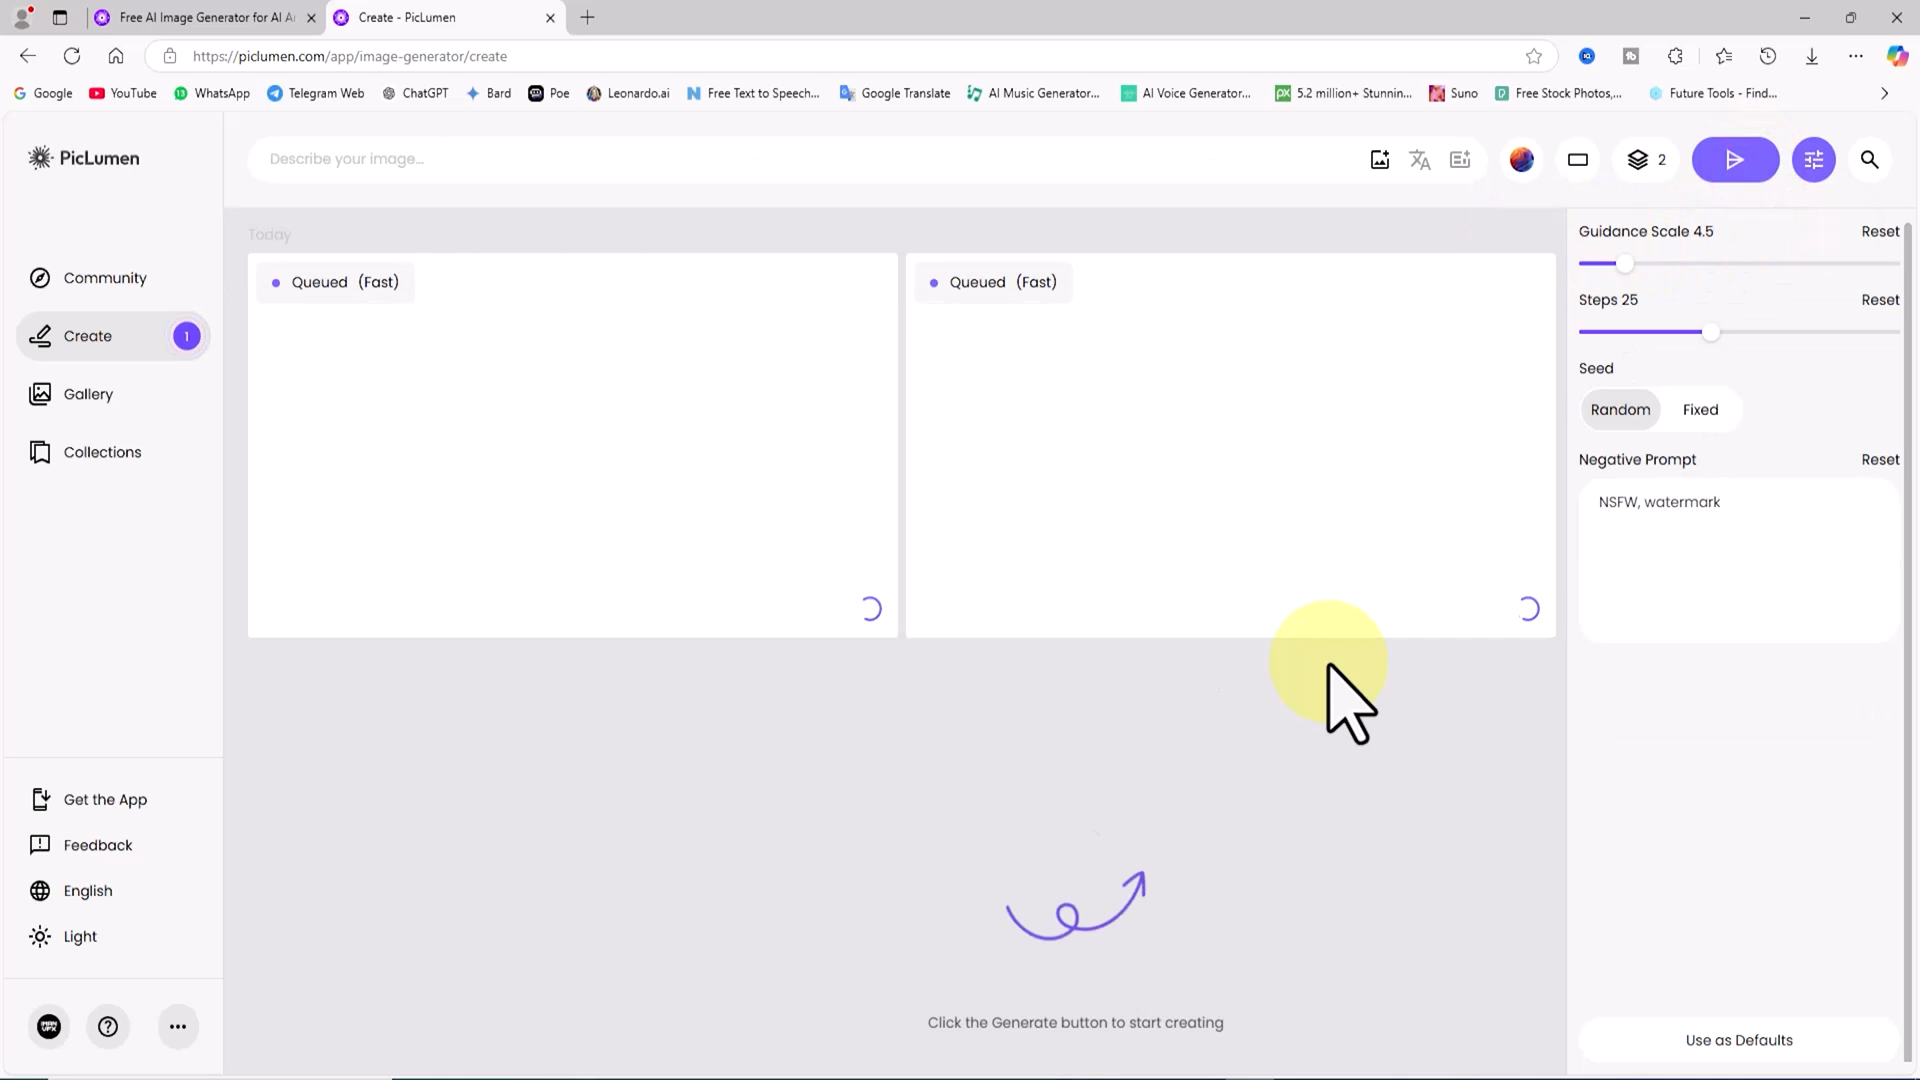 Free AI Image Generator for AI Ar
Create - PicLumen
https://piclumen.com/app/image-generator/create
Google
YouTube
WhatsApp
Telegram Web
ChatGPT
Bard
Poe
Leonardo.ai
Free Text to Speech...
Google Translate
AI Music Generator...
AI Voice Generator...
5.2 million+ Stunnin...
Suno
Free Stock Photos,...
Future Tools - Find...
PicLumen
Describe your image...
2
Today
Queued (Fast)
Queued (Fast)
Guidance Scale 4.5
Reset
Steps 25
Reset
Seed
Random
Fixed
Negative Prompt
Reset
NSFW, watermark
Community
Create
1
Gallery
Collections
Get the App
Feedback
English
Light
Click the Generate button to start creating
Use as Defaults